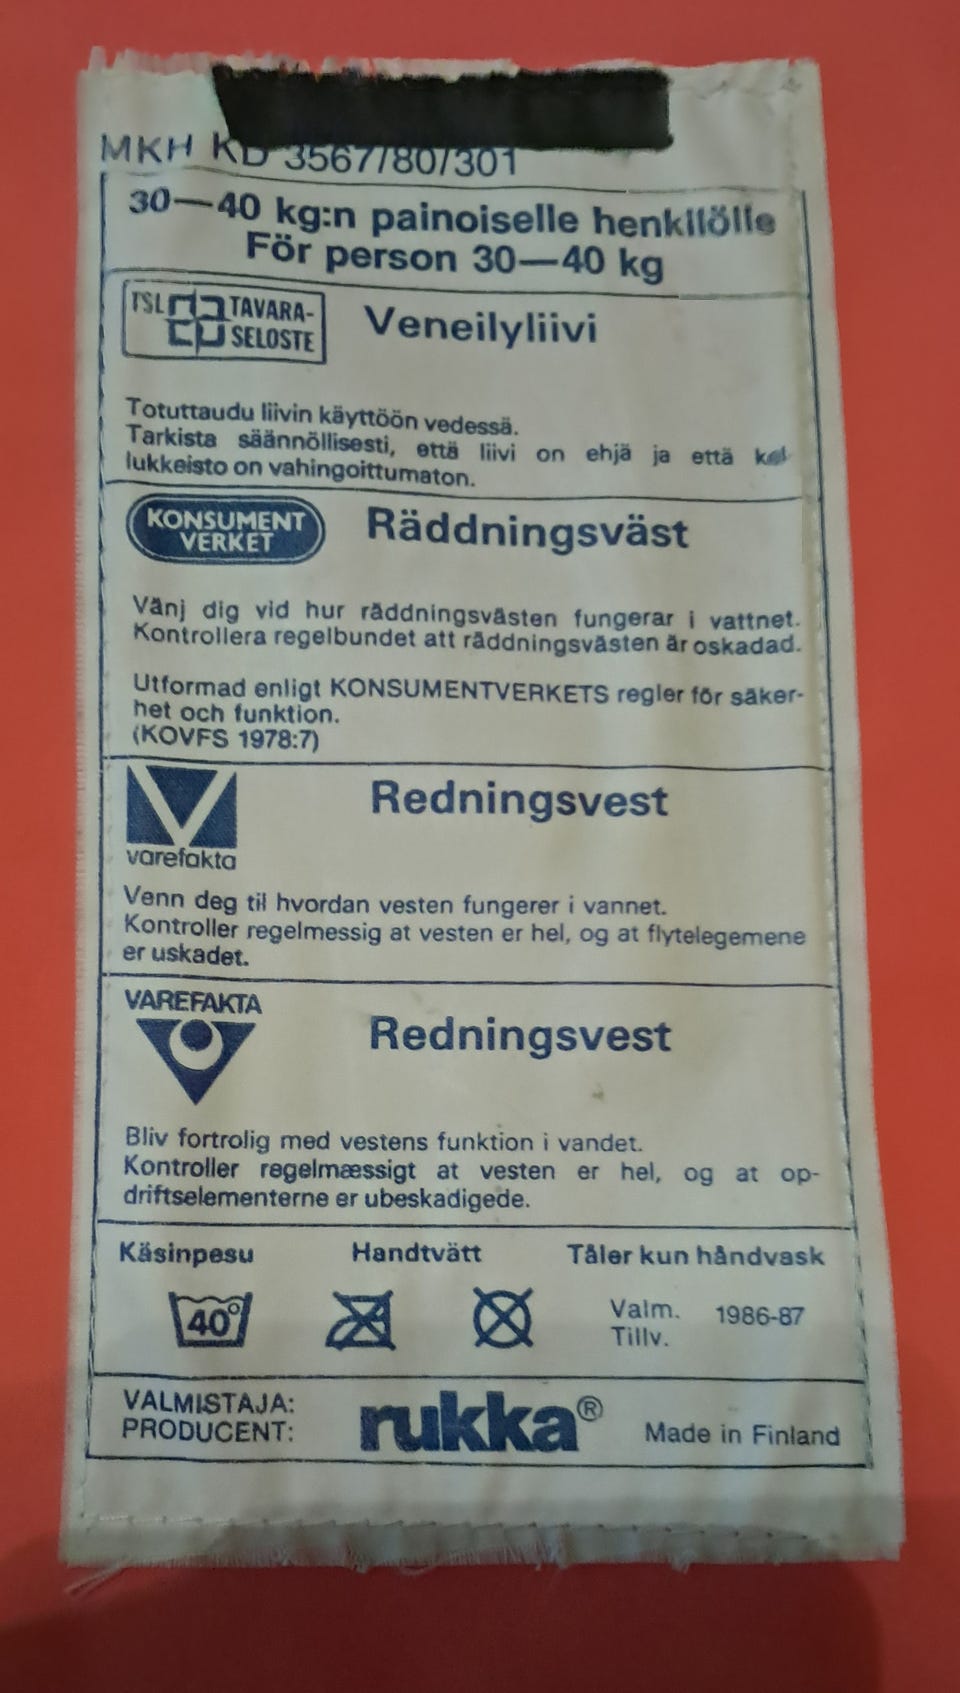 MKH KD 3567/80/301
30—40 kg:n painoiselle henkilölle
För person 30—40 kg
TSL TAVARA-
SELOSTE
Veneilyliivi
Totuttaudu liivin käyttöön vedessä.
Tarkista säännöllisesti, että liivi on ehjä ja että
lukkeisto on vahingoittumaton.
KONSUMENT
VERKET
Räddningsväst
Vänj dig vid hur räddningsvästen fungerar i vattnet.
Kontrollera regelbundet att räddningsvästen är oskadad.
Utformad enligt KONSUMENTVERKETS regler för säker-
het och funktion.
(KOVFS 1978:7)
varefakta
Redningsvest
Venn deg til hvordan vesten fungerer i vannet.
Kontroller regelmessig at vesten er hel, og at flytelegemene
er uskadet.
VAREFAKTA
Redningsvest
Bliv fortrolig med vestens funktion i vandet.
Kontroller regelmæssigt at vesten er hel, og at op-
driftselementerne er ubeskadigede.
Käsinpesu Handtvätt Tåler kun håndvask
40°
Valm. 1986-87
Tillv.
VALMISTAJA:
PRODUCENT:
rukka®
Made in Finland